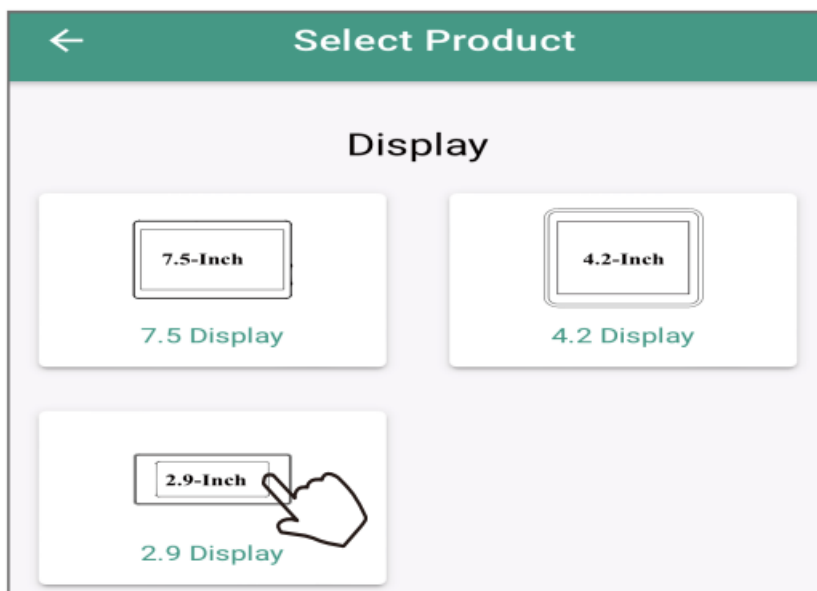 Select Product
Display
7.5-Inch
4.2-Inch
7.5 Display
4.2 Display
2.9-Inch
2.9 Display